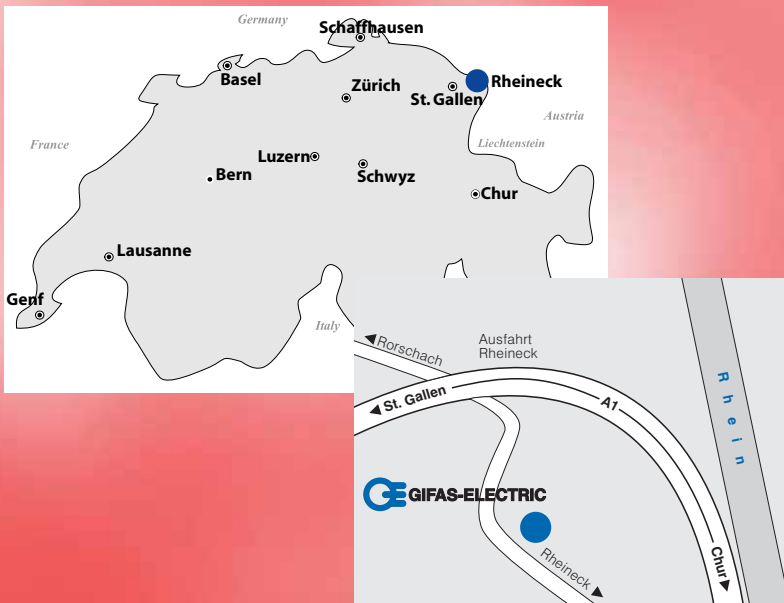 Germany
Schaffhausen
Basel
Zürich
Rheineck
St. Gallen
Austria
France
Liechtenstein
Luzern
Bern
Schwyz
Chur
Lausanne
Genf
Italy
Rorschach
Ausfahrt
Rheineck
St. Gallen
A1
Rhein
GIFAS-ELECTRIC
Rheineck
Chur